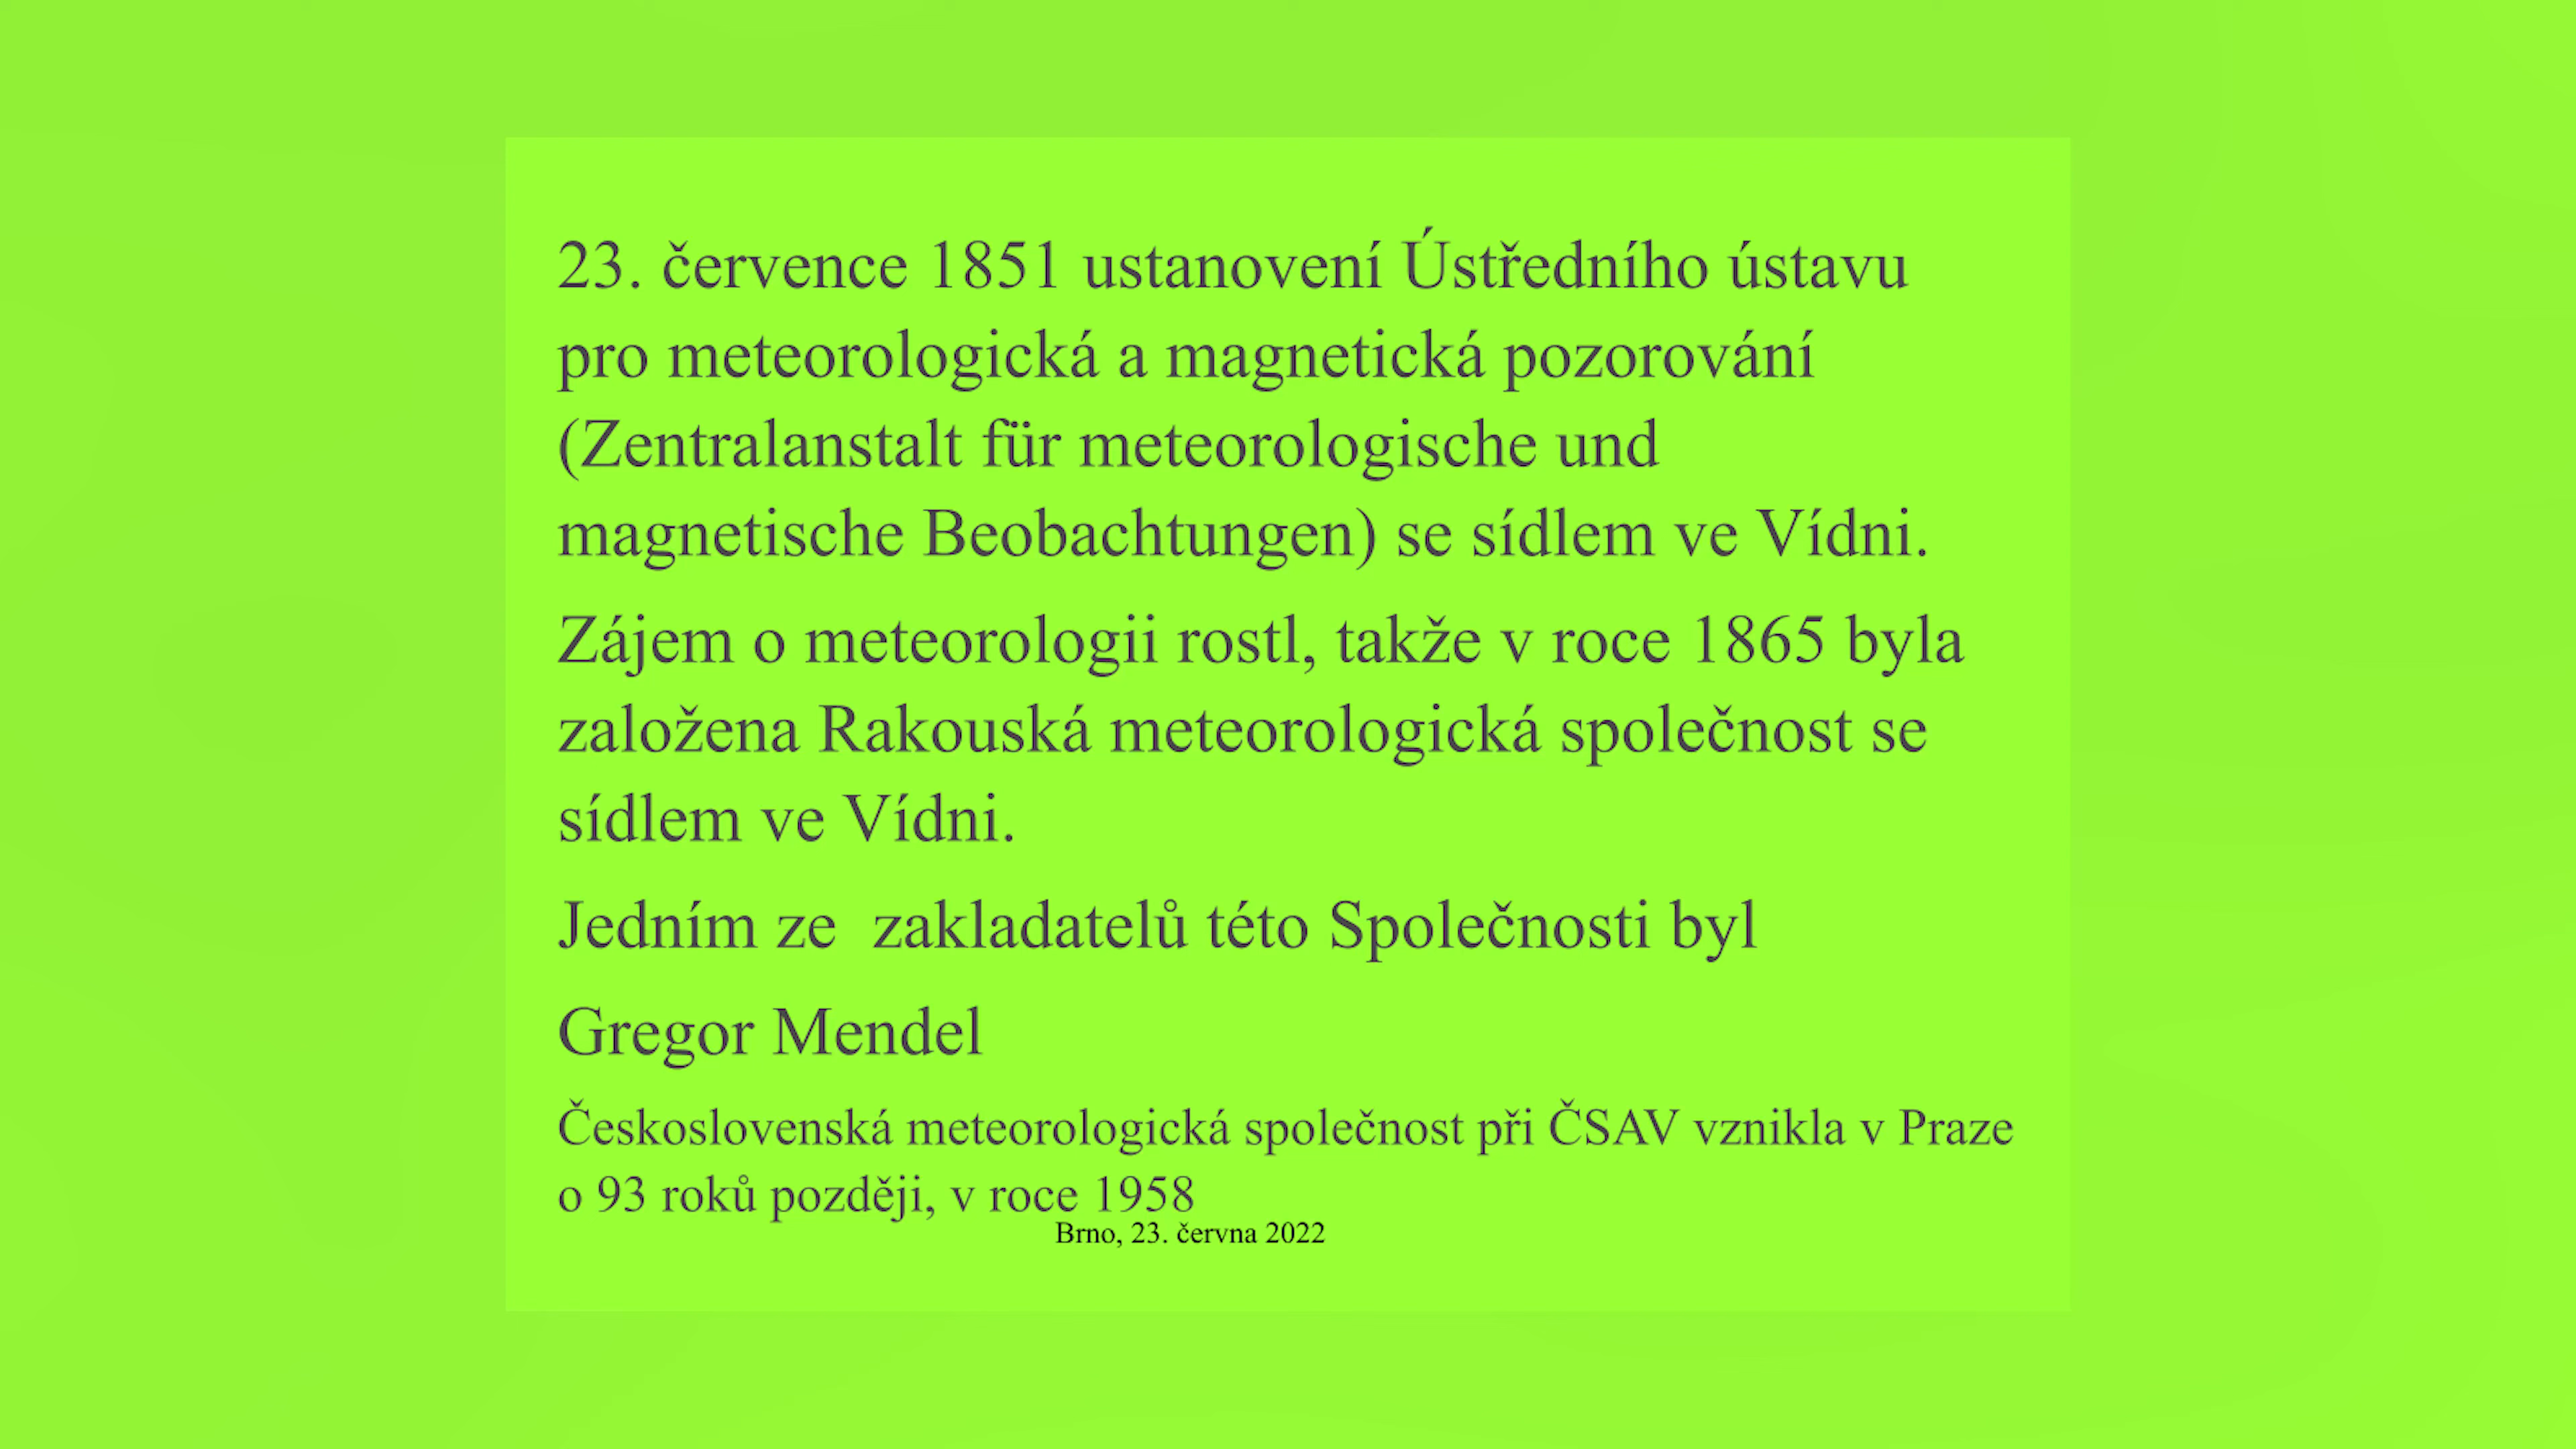 23. července 1851 ustanovení Ústředního ústavu
pro meteorologická a magnetická pozorování
(Zentralanstalt für meteorologische und
magnetische Beobachtungen) se sídlem ve Vídni.
Zájem o meteorologii rostl, takže v roce 1865 byla
založena Rakouská meteorologická společnost se
sídlem ve Vídni.
Jedním ze  zakladatelů této Společnosti byl
Gregor Mendel
Československá meteorologická společnost při ČSAV vznikla v Praze
o 93 roků později, v roce 1958
Brno, 23. června 2022